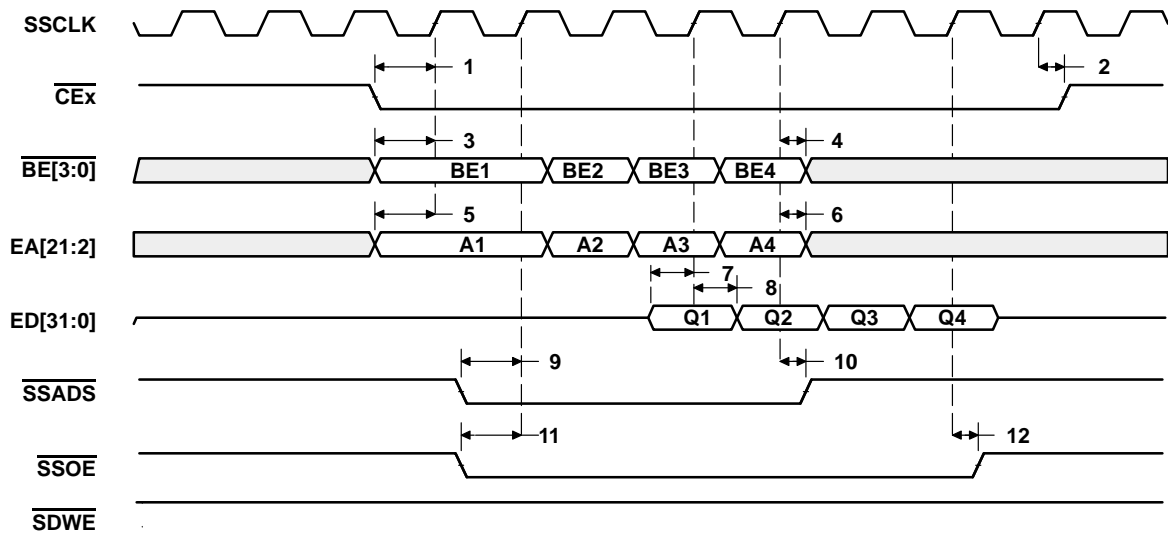 SSCLK
1
2
CEx
3
4
BE[3:0]
BE1
BE2
BE3
BE4
5
6
EA[21:2]
A1
A2
A3
A4
7
8
ED[31:0]
Q1
Q2
Q3
Q4
9
10
SSADS
11
12
SSOE
SDWE